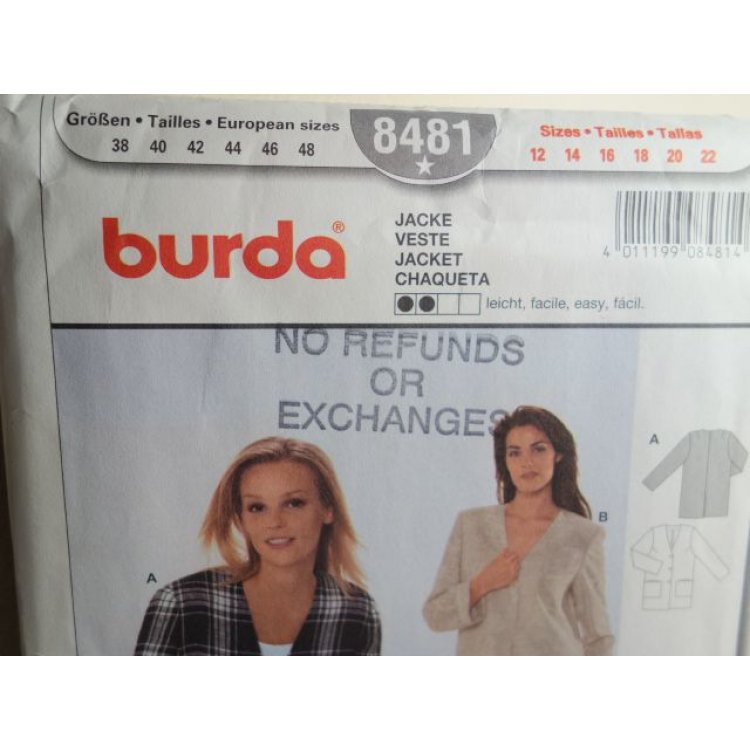 Größen • Tailles • European sizes
38 40 42 44 46 48
8481
Sizes • Tailles • Tallas
12 14 16 18 20 22
burda®
JACKE
VESTE
JACKET
CHAQUETA
leicht, facile, easy, fácil.
4 011199 084814
NO REFUNDS
OR
EXCHANGES
A
B
A